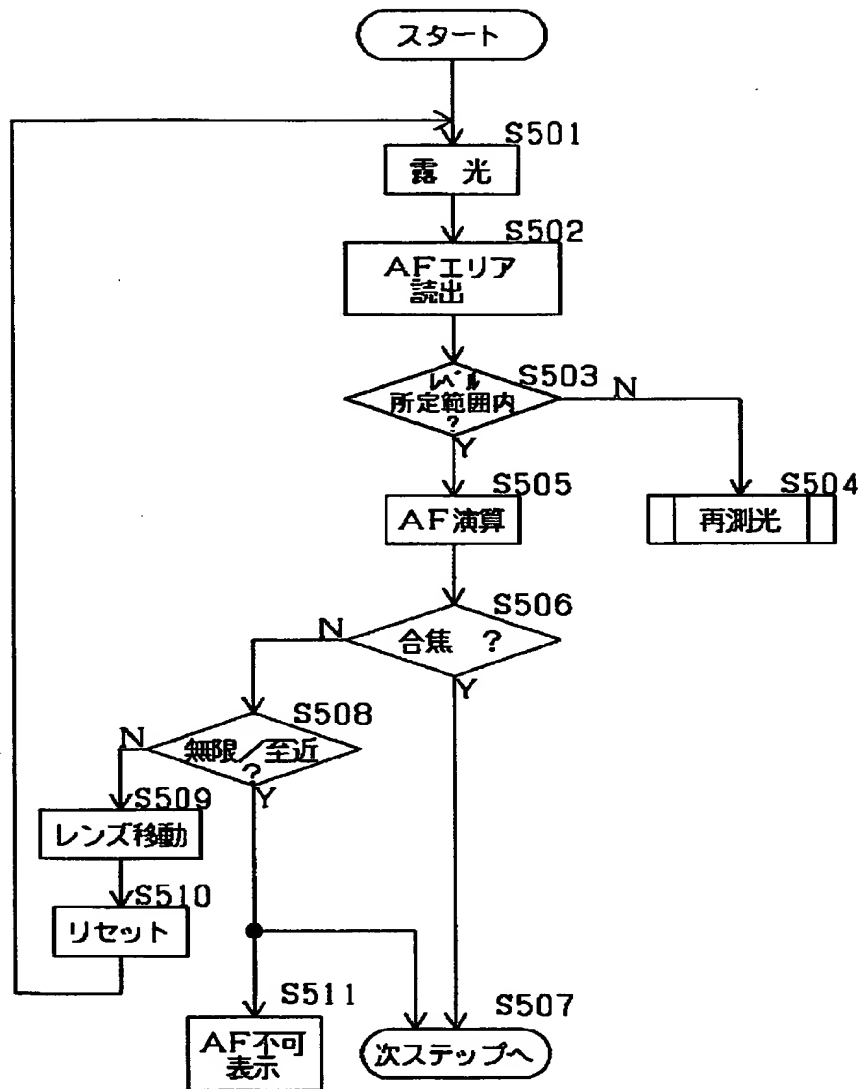 スタート
S501
露 光
S502
AFエリア
読出
S503
レベル
所定範囲内
?
N
Y
S504
再測光
S505
AF演算
S506
合焦 ?
N
Y
S508
無限/至近
?
N
Y
S509
レンズ移動
S510
リセット
S511
AF不可
表示
S507
次ステップへ